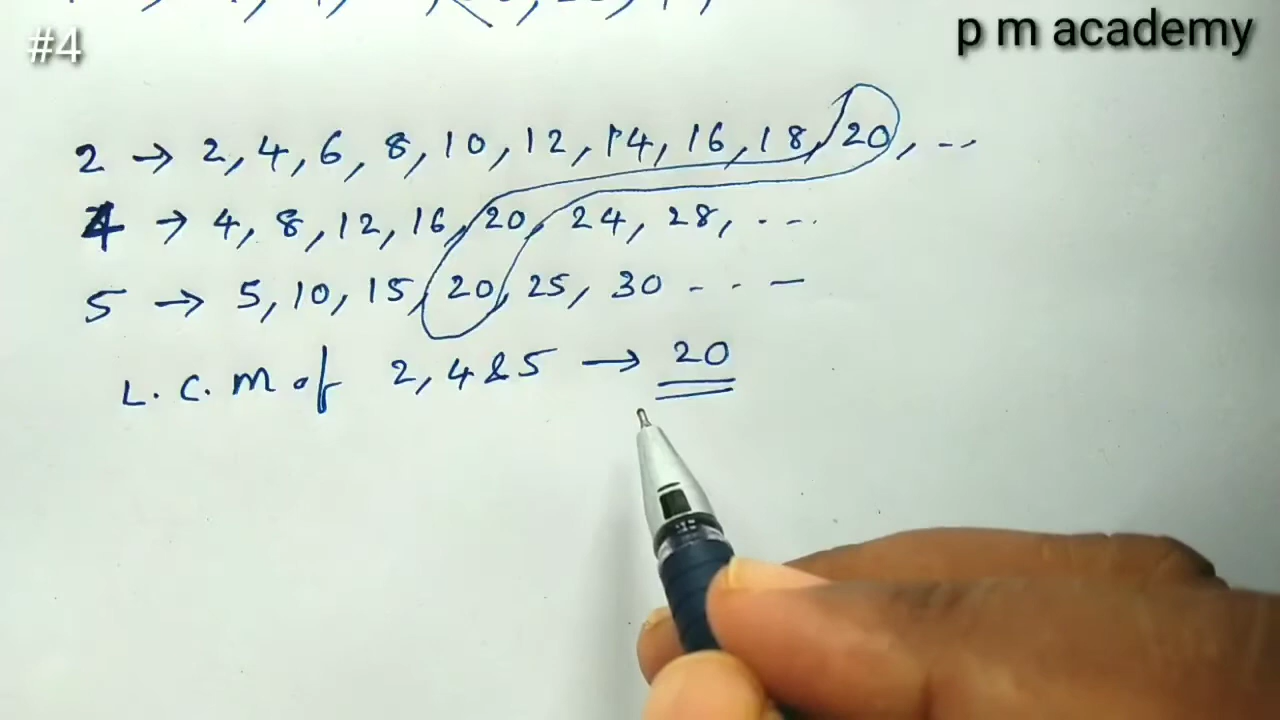 #4
p m academy
2 → 2, 4, 6, 8, 10, 12, 14, 16, 18, 20, ...
4 → 4, 8, 12, 16, 20, 24, 28, ...
5 → 5, 10, 15, 20, 25, 30 ...
L.C.M of 2, 4 & 5 → 20